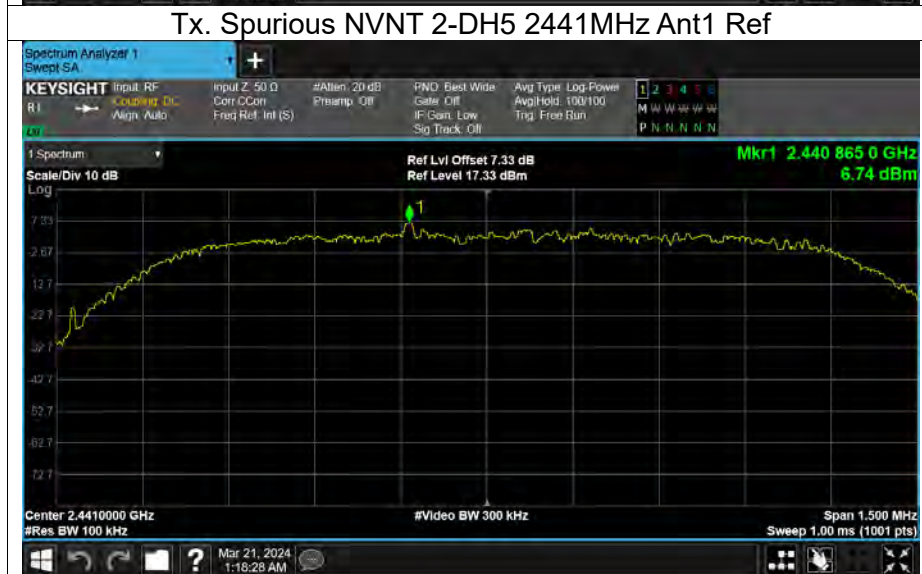 Tx. Spurious NVNT 2-DH5 2441MHz Ant1 Ref
Spectrum Analyzer 1
Swept SA
+
KEYSIGHT
Input: RF
Coupling: DC
Align: Auto
Input Z: 50 Ω
Corr CCorr
Freq Ref: Int (S)
#Atten: 20 dB
Preamp: Off
PNO: Best Wide
Gate: Off
IF Gain: Low
Sig Track: Off
Avg Type: Log-Power
Avg|Hold: 100/100
Trig: Free Run
1 2 3 4 5 6
M W W W W W
P N N N N N
1 Spectrum
Scale/Div 10 dB
Log
Ref Lvl Offset 7.33 dB
Ref Level 17.33 dBm
Mkr1 2.440 865 0 GHz
6.74 dBm
1
7.33
-2.67
-12.7
-22.7
-32.7
-42.7
-52.7
-62.7
-72.7
Center 2.4410000 GHz
#Res BW 100 kHz
#Video BW 300 kHz
Span 1.500 MHz
Sweep 1.00 ms (1001 pts)
?
Mar 21, 2024
1:18:28 AM